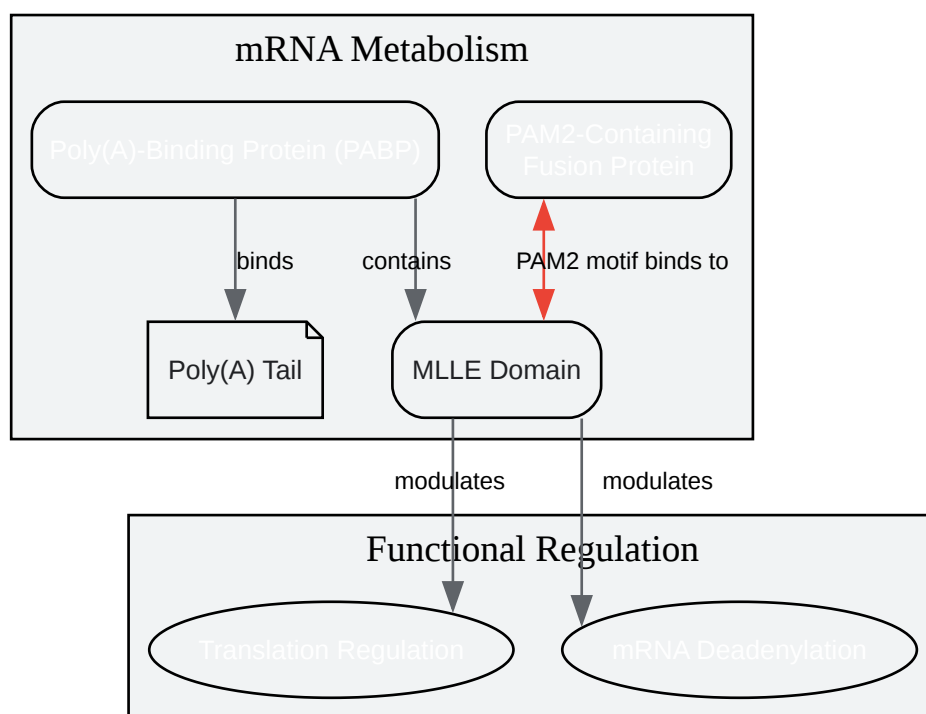 mRNA Metabolism
Poly(A)-Binding Protein (PABP)
PAM2-Containing
Fusion Protein
binds
contains
PAM2 motif binds to
Poly(A) Tail
MLLE Domain
modulates
modulates
Functional Regulation
Translation Regulation
mRNA Deadenylation